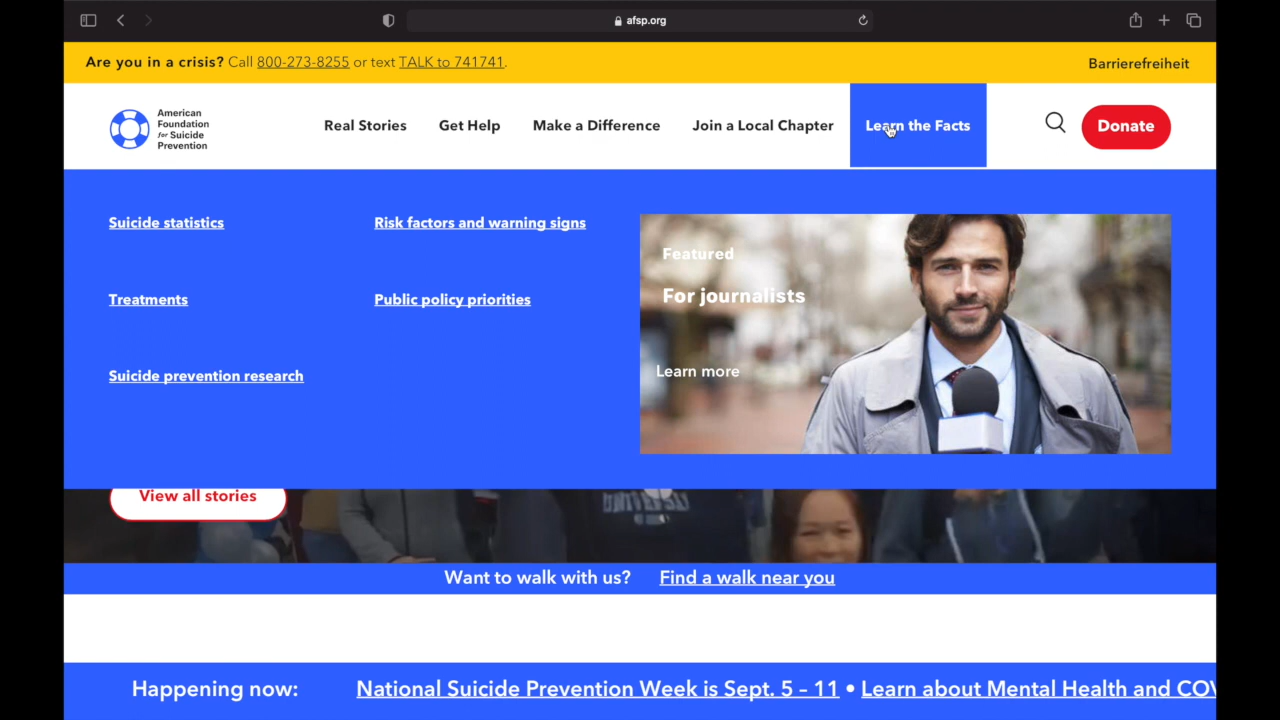 afsp.org
Are you in a crisis? Call 800-273-8255 or text TALK to 741741.
Barrierefreiheit
American
Foundation
for Suicide
Prevention
Real Stories
Get Help
Make a Difference
Join a Local Chapter
Learn the Facts
Donate
Suicide statistics
Risk factors and warning signs
Treatments
Public policy priorities
Suicide prevention research
Featured
For journalists
Learn more
View all stories
Want to walk with us? Find a walk near you
Happening now: National Suicide Prevention Week is Sept. 5 – 11 • Learn about Mental Health and